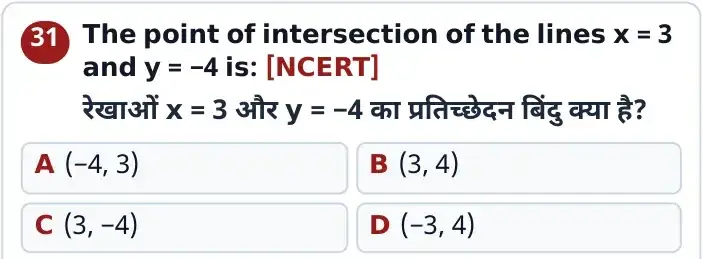 31 The point of intersection of the lines x = 3
and y = −4 is: [NCERT]
रेखाओं x = 3 और y = −4 का प्रतिच्छेदन बिंदु क्या है?
A (−4, 3) B (3, 4)
C (3, −4) D (−3, 4)